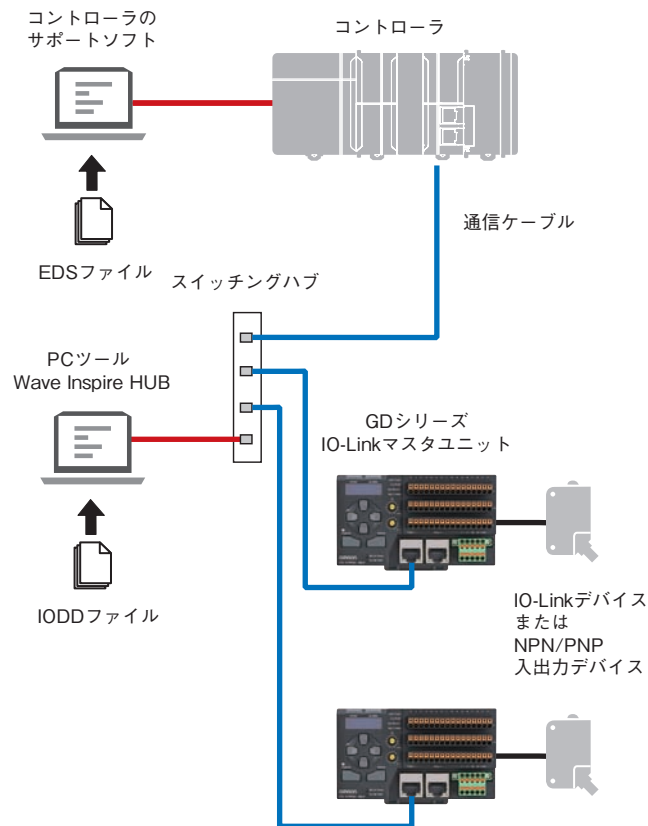 コントローラの
サポートソフト
コントローラ
通信ケーブル
EDSファイル
スイッチングハブ
PCツール
Wave Inspire HUB
GDシリーズ
IO-Linkマスタユニット
IODDファイル
IO-Linkデバイス
または
NPN/PNP
入出力デバイス